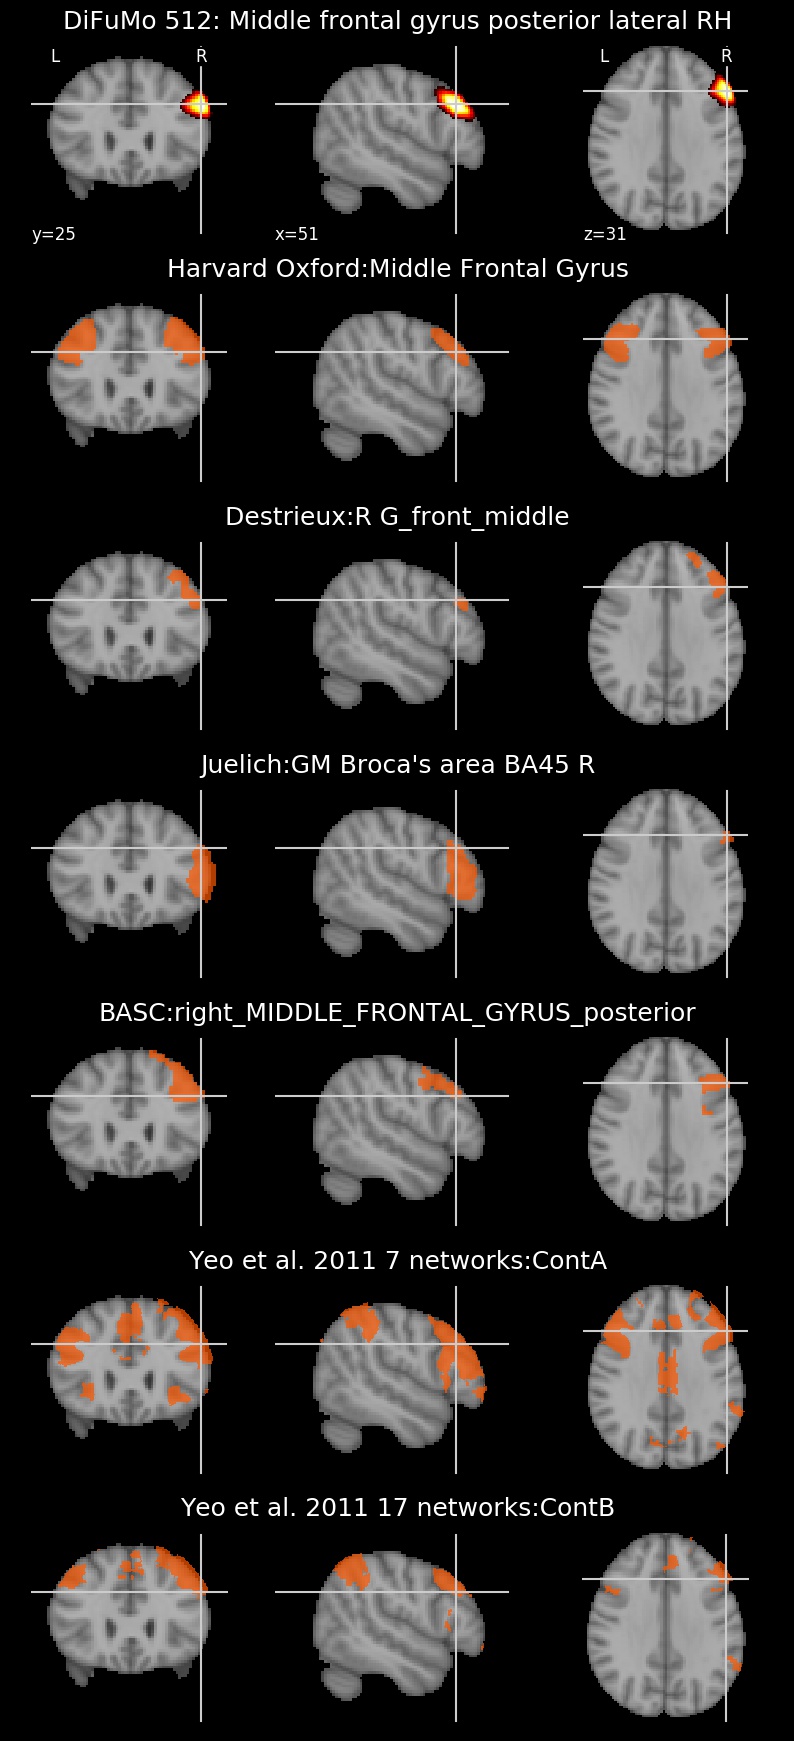 DiFuMo 512: Middle frontal gyrus posterior lateral RH
L R L R
y=25 x=51 z=31
Harvard Oxford:Middle Frontal Gyrus
Destrieux:R G_front_middle
Juelich:GM Broca's area BA45 R
BASC:right_MIDDLE_FRONTAL_GYRUS_posterior
Yeo et al. 2011 7 networks:ContA
Yeo et al. 2011 17 networks:ContB